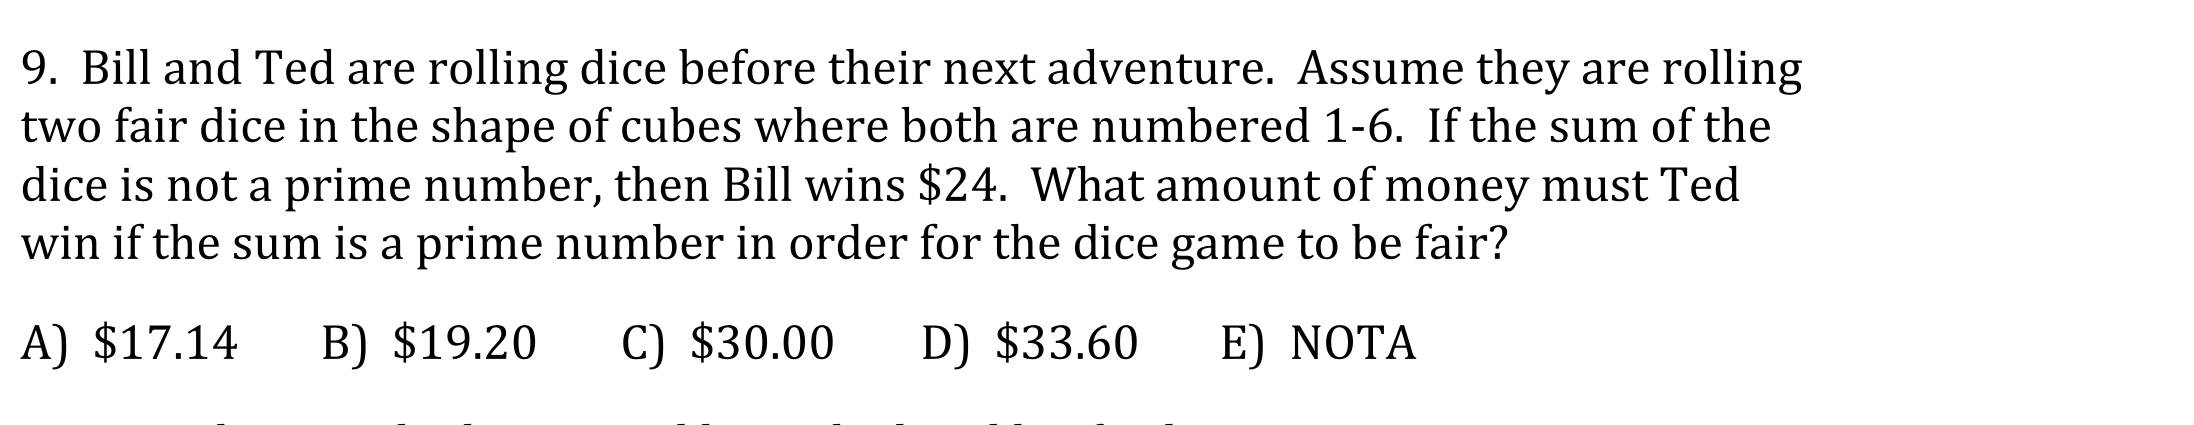 9. Bill and Ted are rolling dice before their next adventure. Assume they are rolling
two fair dice in the shape of cubes where both are numbered 1-6. If the sum of the
dice is not a prime number, then Bill wins $24. What amount of money must Ted
win if the sum is a prime number in order for the dice game to be fair?
A) $17.14 B) $19.20 C) $30.00 D) $33.60 E) NOTA